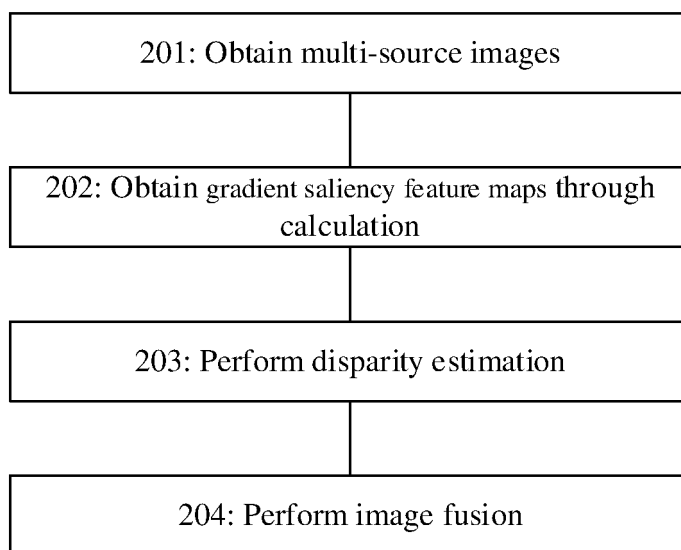 201: Obtain multi-source images
202: Obtain gradient saliency feature maps through
calculation
203: Perform disparity estimation
204: Perform image fusion